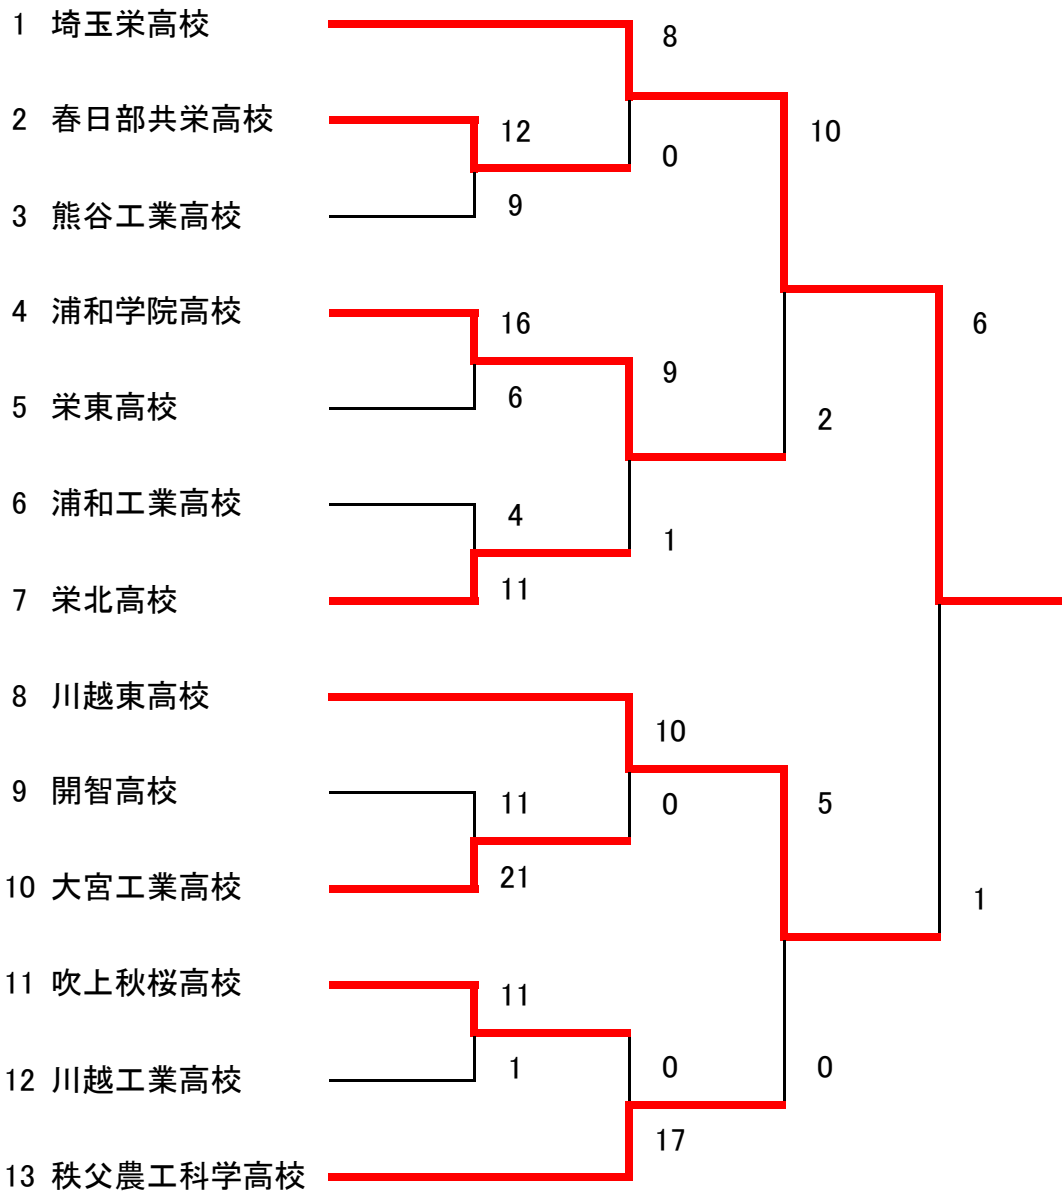 1 埼玉栄高校
8
2 春日部共栄高校
12
10
0
3 熊谷工業高校
9
4 浦和学院高校
16
6
9
5 栄東高校
6
2
6 浦和工業高校
4
1
7 栄北高校
11
8 川越東高校
10
9 開智高校
11
0
5
10 大宮工業高校
21
1
11 吹上秋桜高校
11
12 川越工業高校
1
0
0
17
13 秩父農工科学高校